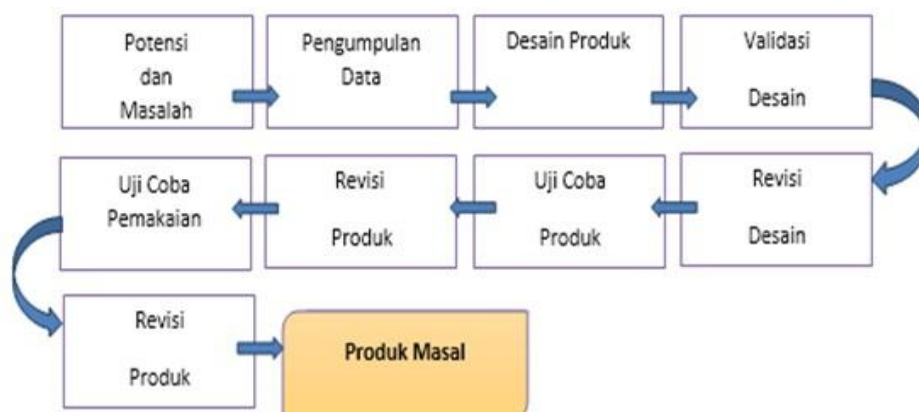 Potensi
dan
Masalah
Pengumpulan
Data
Desain Produk
Validasi
Desain
Revisi
Desain
Uji Coba
Produk
Revisi
Produk
Uji Coba
Pemakaian
Revisi
Produk
Produk Masal